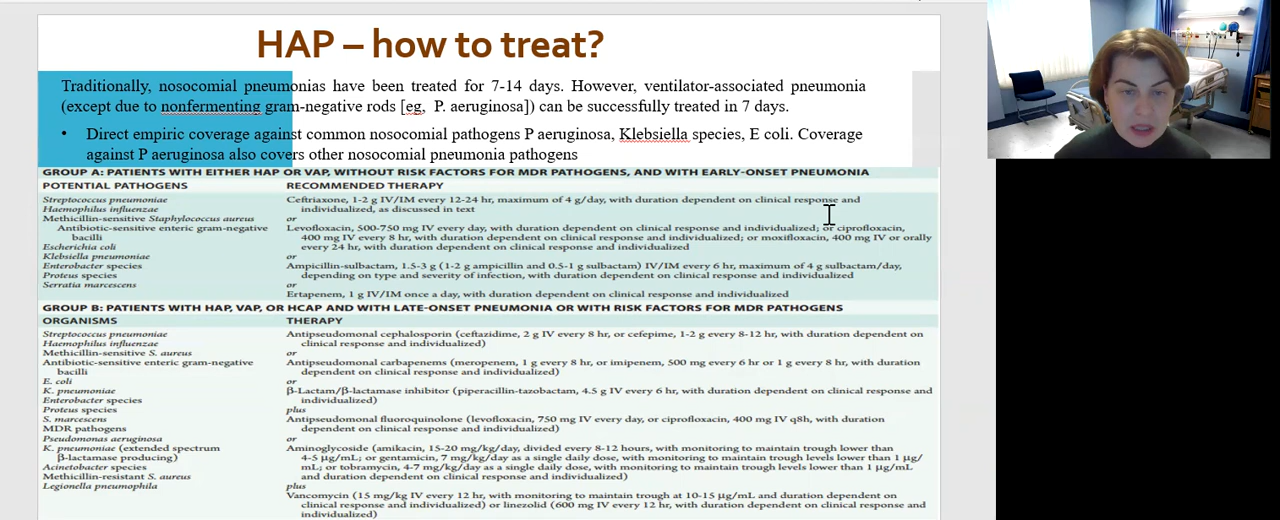 HAP – how to treat?
Traditionally, nosocomial pneumonias have been treated for 7-14 days. However, ventilator-associated pneumonia
(except due to nonfermenting gram-negative rods [eg, P. aeruginosa]) can be successfully treated in 7 days.
• Direct empiric coverage against common nosocomial pathogens P aeruginosa, Klebsiella species, E coli. Coverage
against P aeruginosa also covers other nosocomial pneumonia pathogens
GROUP A: PATIENTS WITH EITHER HAP OR VAP, WITHOUT RISK FACTORS FOR MDR PATHOGENS, AND WITH EARLY-ONSET PNEUMONIA
POTENTIAL PATHOGENS
Streptococcus pneumoniae
Haemophilus influenzae
Methicillin-sensitive Staphylococcus aureus
Antibiotic-sensitive enteric gram-negative
bacilli
Escherichia coli
Klebsiella pneumoniae
Enterobacter species
Proteus species
Serratia marcescens
RECOMMENDED THERAPY
Ceftriaxone, 1-2 g IV/IM every 12-24 hr, maximum of 4 g/day, with duration dependent on clinical response and
individualized, as discussed in text
or
Levofloxacin, 500-750 mg IV every day, with duration dependent on clinical response and individualized; or ciprofloxacin,
400 mg IV every 8 hr, with duration dependent on clinical response and individualized; or moxifloxacin, 400 mg IV or orally
every 24 hr, with duration dependent on clinical response and individualized
or
Ampicillin-sulbactam, 1.5-3 g (1-2 g ampicillin and 0.5-1 g sulbactam) IV/IM every 6 hr, maximum of 4 g sulbactam/day,
depending on type and severity of infection, with duration dependent on clinical response and individualized
or
Ertapenem, 1 g IV/IM once a day, with duration dependent on clinical response and individualized
GROUP B: PATIENTS WITH HAP, VAP, OR HCAP AND WITH LATE-ONSET PNEUMONIA OR WITH RISK FACTORS FOR MDR PATHOGENS
ORGANISMS
Streptococcus pneumoniae
Haemophilus influenzae
Methicillin-sensitive S. aureus
Antibiotic-sensitive enteric gram-negative
bacilli
E. coli
K. pneumoniae
Enterobacter species
Proteus species
S. marcescens
MDR pathogens
Pseudomonas aeruginosa
K. pneumoniae (extended spectrum
β-lactamase producing)
Acinetobacter species
Methicillin-resistant S. aureus
Legionella pneumophila
THERAPY
Antipseudomonal cephalosporin (ceftazidime, 2 g IV every 8 hr, or cefepime, 1-2 g every 8-12 hr, with duration dependent on
clinical response and individualized)
or
Antipseudomonal carbapenems (meropenem, 1 g every 8 hr, or imipenem, 500 mg every 6 hr or 1 g every 8 hr, with duration
dependent on clinical response and individualized)
or
β-Lactam/β-lactamase inhibitor (piperacillin-tazobactam, 4.5 g IV every 6 hr, with duration dependent on clinical response and
individualized)
plus
Antipseudomonal fluoroquinolone (levofloxacin, 750 mg IV every day, or ciprofloxacin, 400 mg IV q8h, with duration
dependent on clinical response and individualized)
or
Aminoglycoside (amikacin, 15-20 mg/kg/day, divided every 8-12 hours, with monitoring to maintain trough lower than
4-5 μg/mL; or gentamicin, 7 mg/kg/day as a single daily dose, with monitoring to maintain trough levels lower than 1 μg/
mL; or tobramycin, 4-7 mg/kg/day as a single daily dose, with monitoring to maintain trough levels lower than 1 μg/mL
and duration dependent on clinical response and individualized)
plus
Vancomycin (15 mg/kg IV every 12 hr, with monitoring to maintain trough at 10-15 μg/mL and duration dependent on
clinical response and individualized) or linezolid (600 mg IV every 12 hr, with duration dependent on clinical response and
individualized)